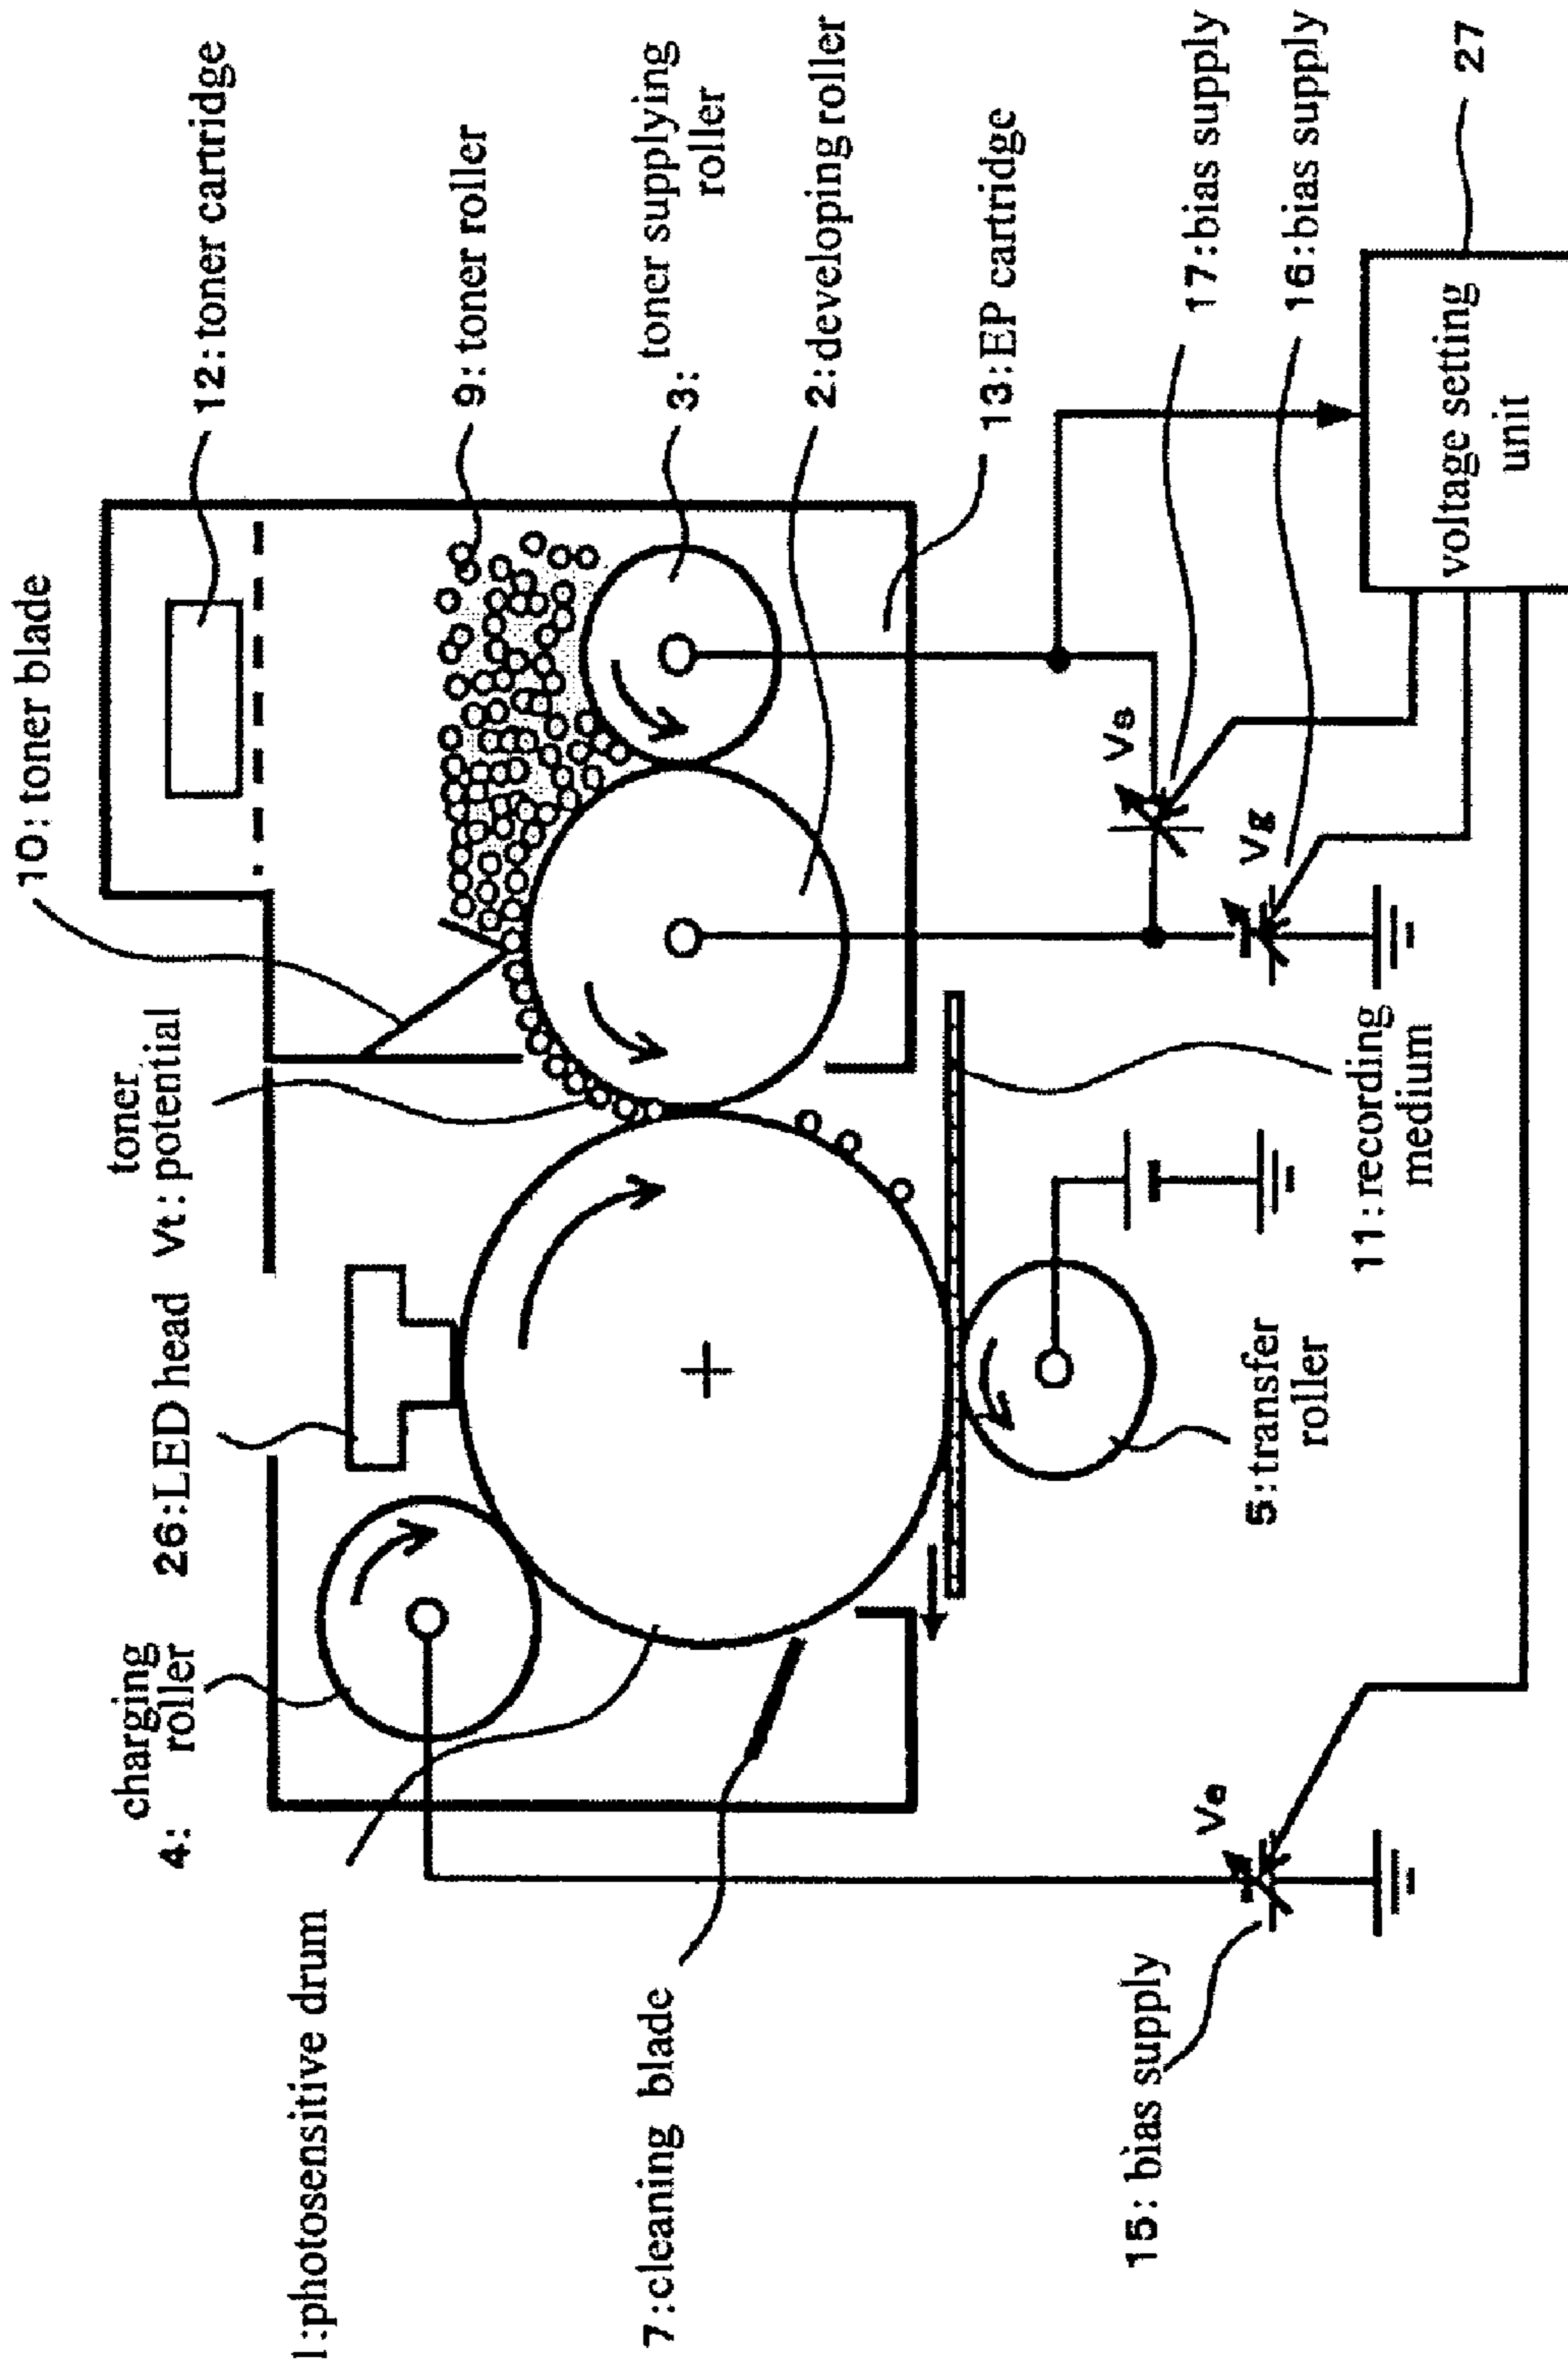 10: toner blade
12: toner cartridge
9: toner roller
toner supplying
3: roller
2: developing roller
13: EP cartridge
17: bias supply
16: bias supply
27
voltage setting
unit
Vs
Vg
toner
Vt: potential
26: LED head
charging
4: roller
1: photosensitive drum
7: cleaning blade
15: bias supply
Ve
5: transfer
roller
11: recording
medium